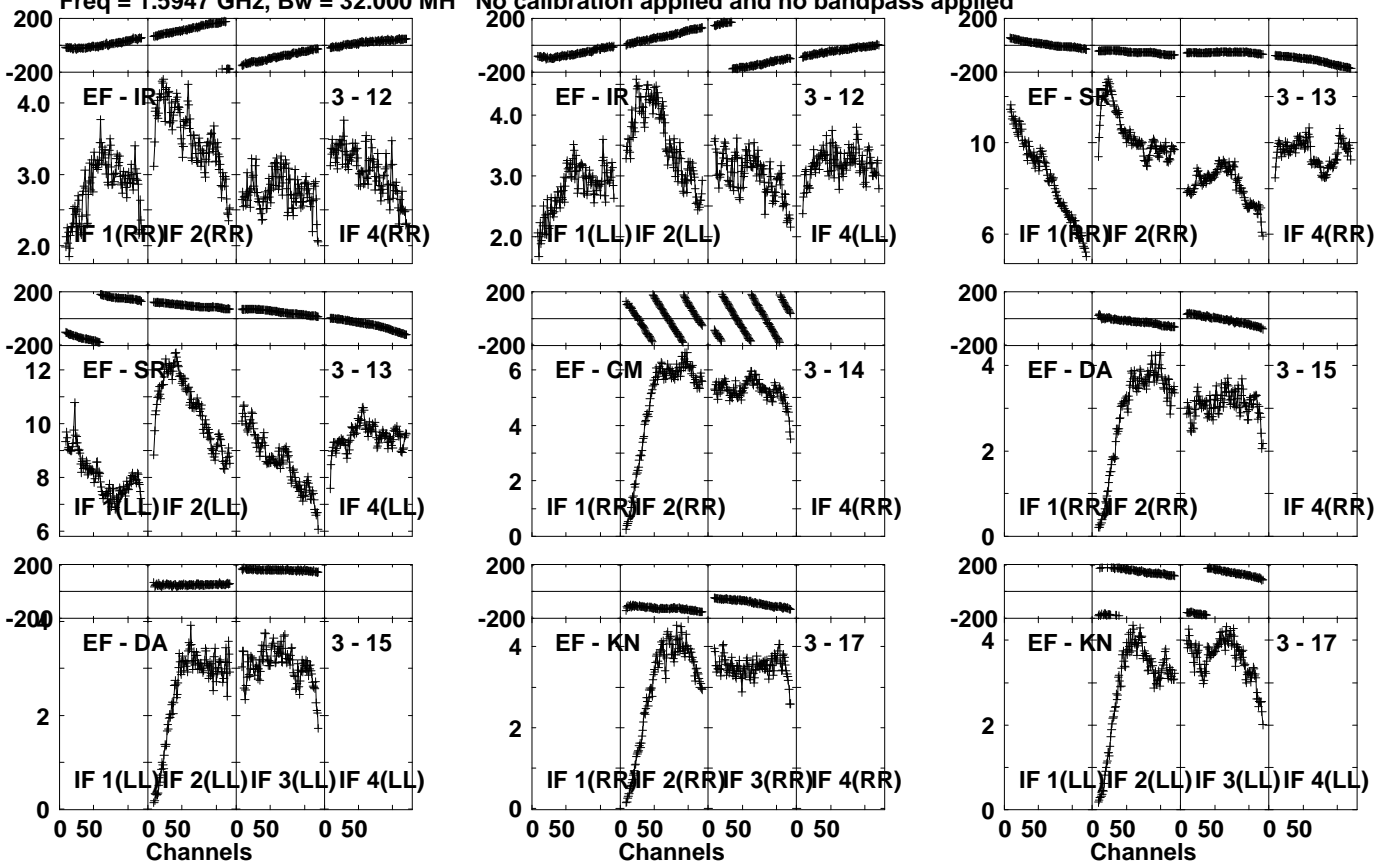 Freq = 1.5947 GHz, Bw = 32.000 MH No calibration applied and no bandpass applied
-200 -200 200 -200
4.0 EF - IR 3 - 12
3.0
2.0 IF 1(RR) IF 2(RR) IF 4(RR)
4.0 EF - IR 3 - 12
3.0
2.0 IF 1(LL) IF 2(LL) IF 4(LL)
10 EF - SR 3 - 13
6 IF 1(RR) IF 2(RR) IF 4(RR)
200 200 200
-200 -200 -200
12 EF - SR 3 - 13
10
8
6 IF 1(LL) IF 2(LL) IF 4(LL)
6 EF - CM 3 - 14
4
2
0 IF 1(RR) IF 2(RR) IF 4(RR)
4 EF - DA 3 - 15
2
0 IF 1(RR) IF 2(RR) IF 4(RR)
200 200 200
-200 -200 -200
4 EF - DA 3 - 15
2
0 IF 1(LL) IF 2(LL) IF 3(LL) IF 4(LL)
4 EF - KN 3 - 17
2
0 IF 1(RR) IF 2(RR) IF 3(RR) IF 4(RR)
4 EF - KN 3 - 17
2
0 IF 1(LL) IF 2(LL) IF 3(LL) IF 4(LL)
0 50 0 50 0 50 0 50
Channels
0 50 0 50 0 50 0 50
Channels
0 50 0 50 0 50 0 50
Channels